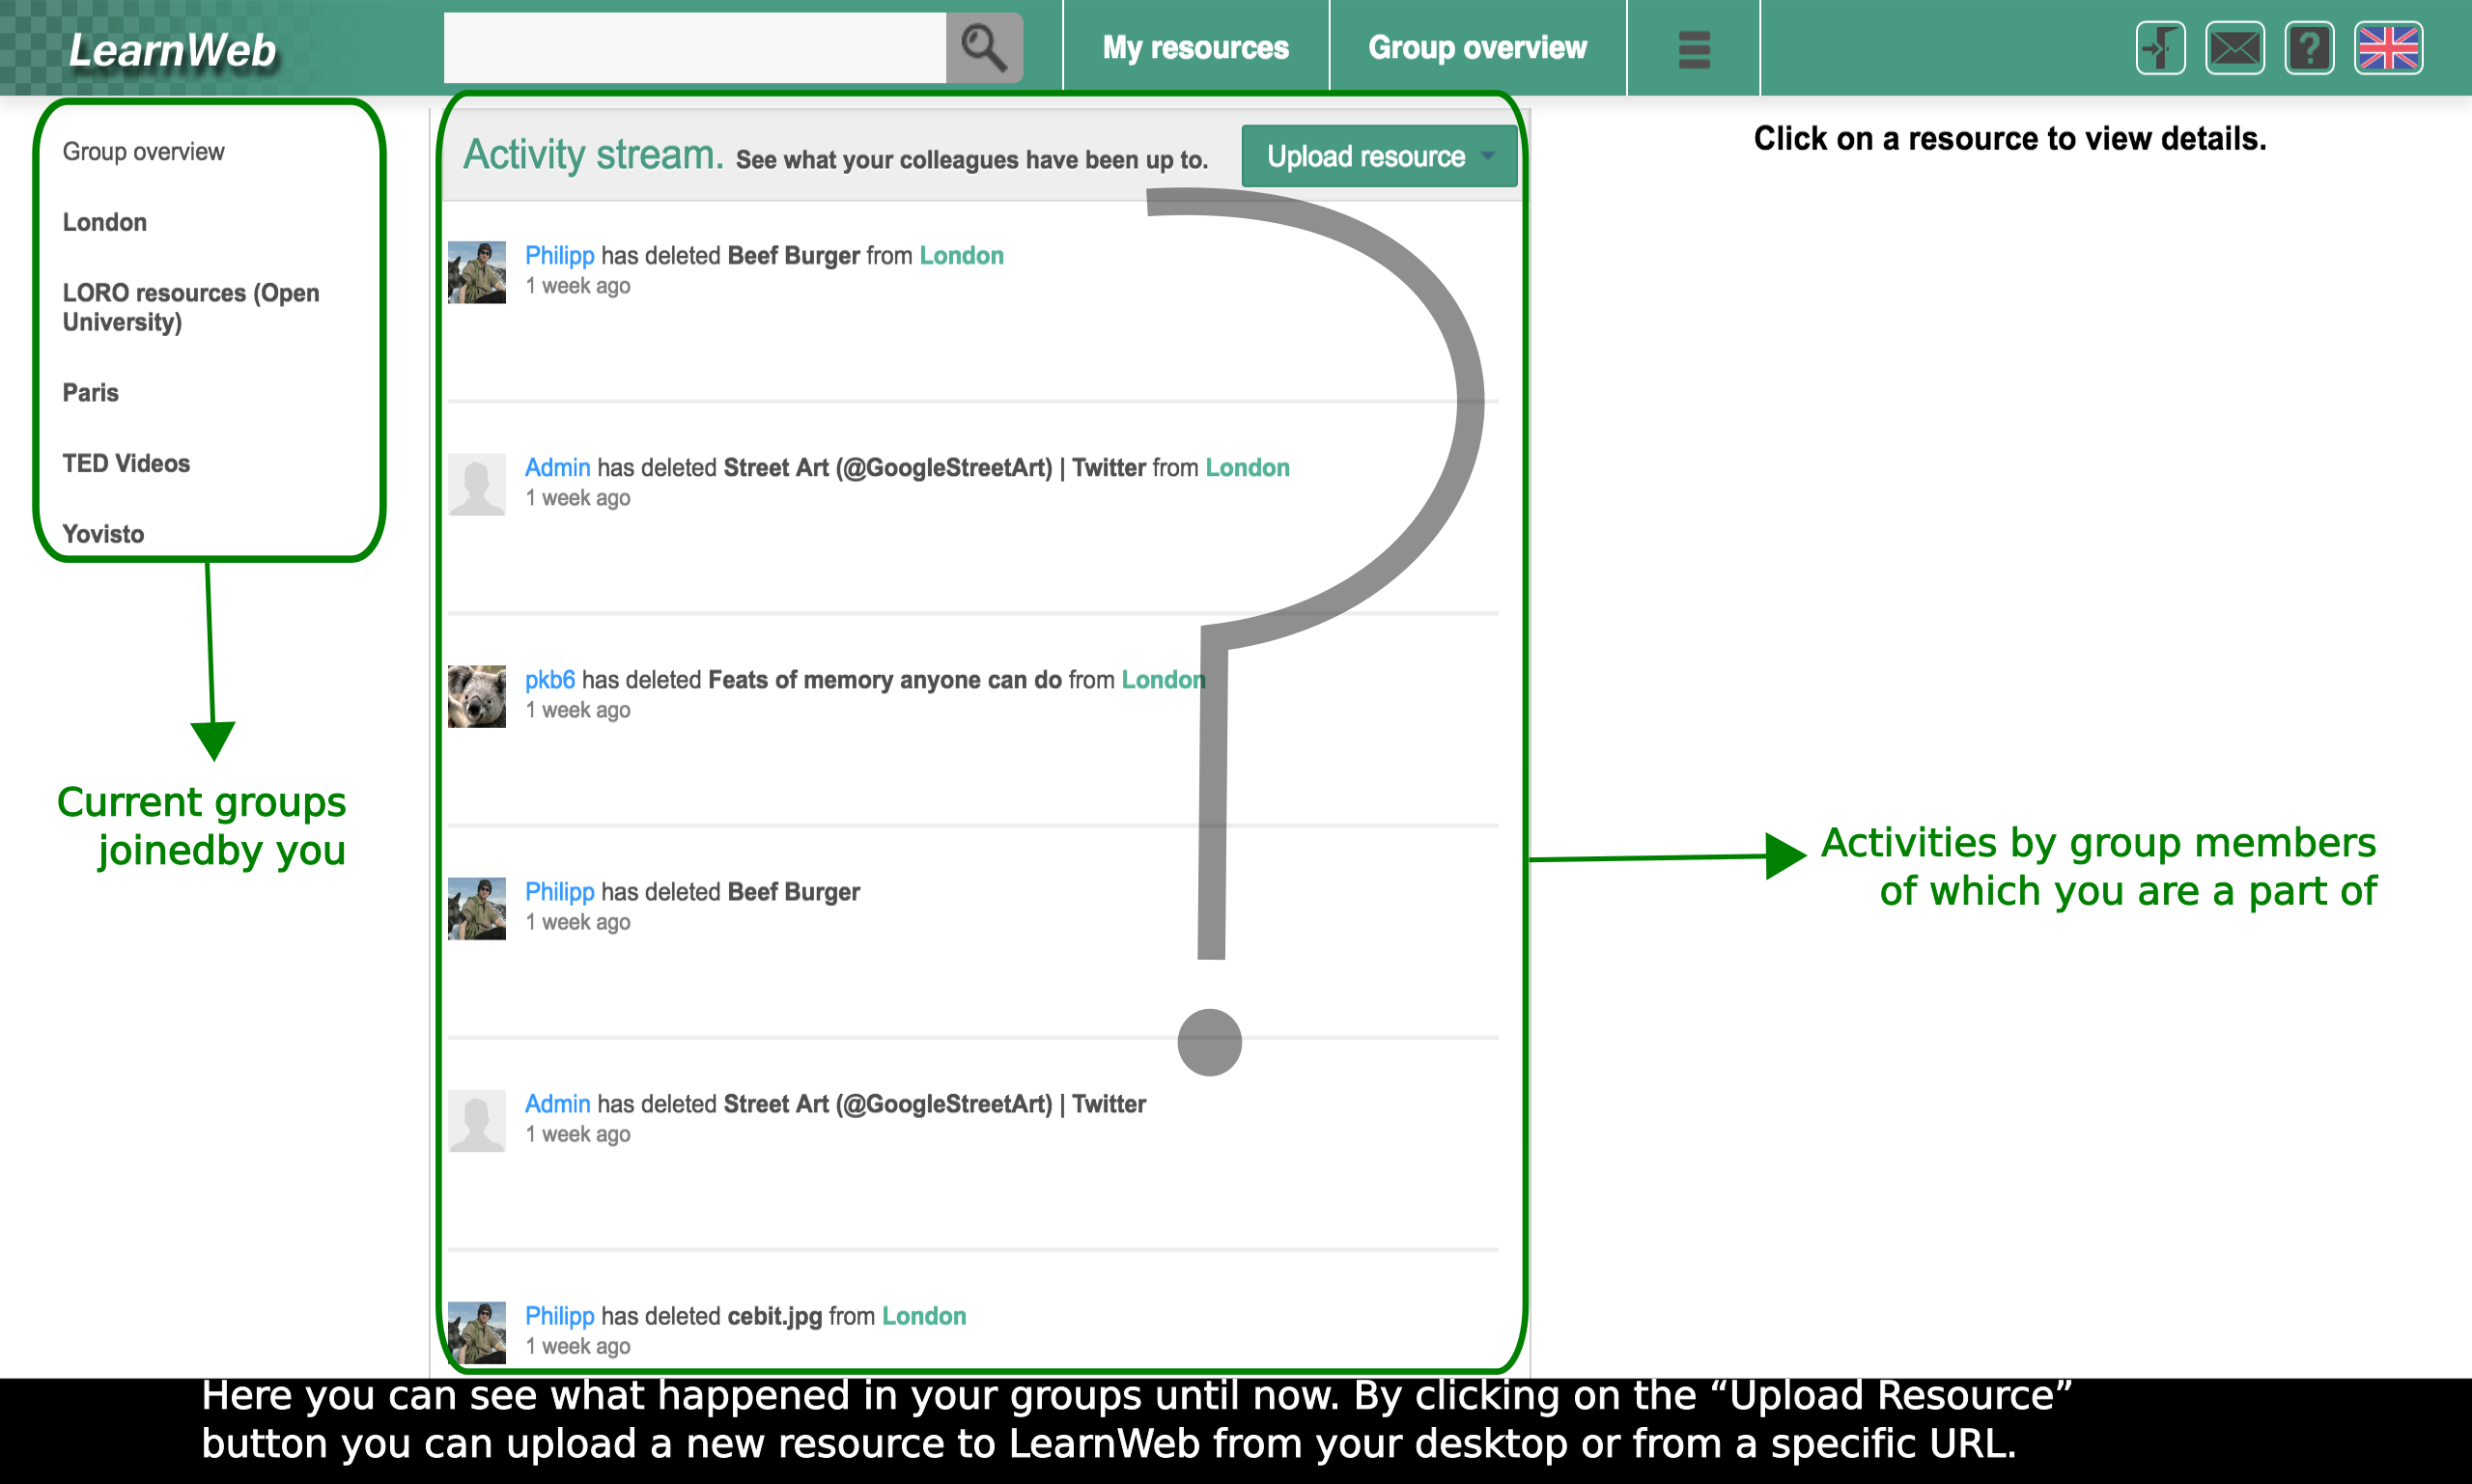 LearnWeb
My resources
Group overview
Group overview
London
LORO resources (Open
University)
Paris
TED Videos
Yovisto
Current groups
joinedby you
Activity stream. See what your colleagues have been up to.
Upload resource
Philipp has deleted Beef Burger from London
1 week ago
Admin has deleted Street Art (@GoogleStreetArt) | Twitter from London
1 week ago
pkb6 has deleted Feats of memory anyone can do from London
1 week ago
Philipp has deleted Beef Burger
1 week ago
Admin has deleted Street Art (@GoogleStreetArt) | Twitter
1 week ago
Philipp has deleted cebit.jpg from London
1 week ago
Click on a resource to view details.
Activities by group members
of which you are a part of
Here you can see what happened in your groups until now. By clicking on the “Upload Resource”
button you can upload a new resource to LearnWeb from your desktop or from a specific URL.